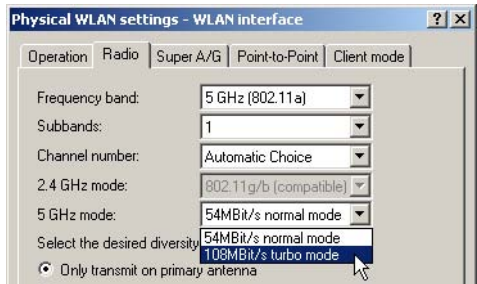 Physical WLAN settings - WLAN interface
Operation Radio Super A/G Point-to-Point Client mode
Frequency band: 5 GHz (802.11a)
Subbands: 1
Channel number: Automatic Choice
2.4 GHz mode: 802.11g/b (compatible)
5 GHz mode: 54MBit/s normal mode
Select the desired diversity 54MBit/s normal mode
108MBit/s turbo mode
Only transmit on primary antenna